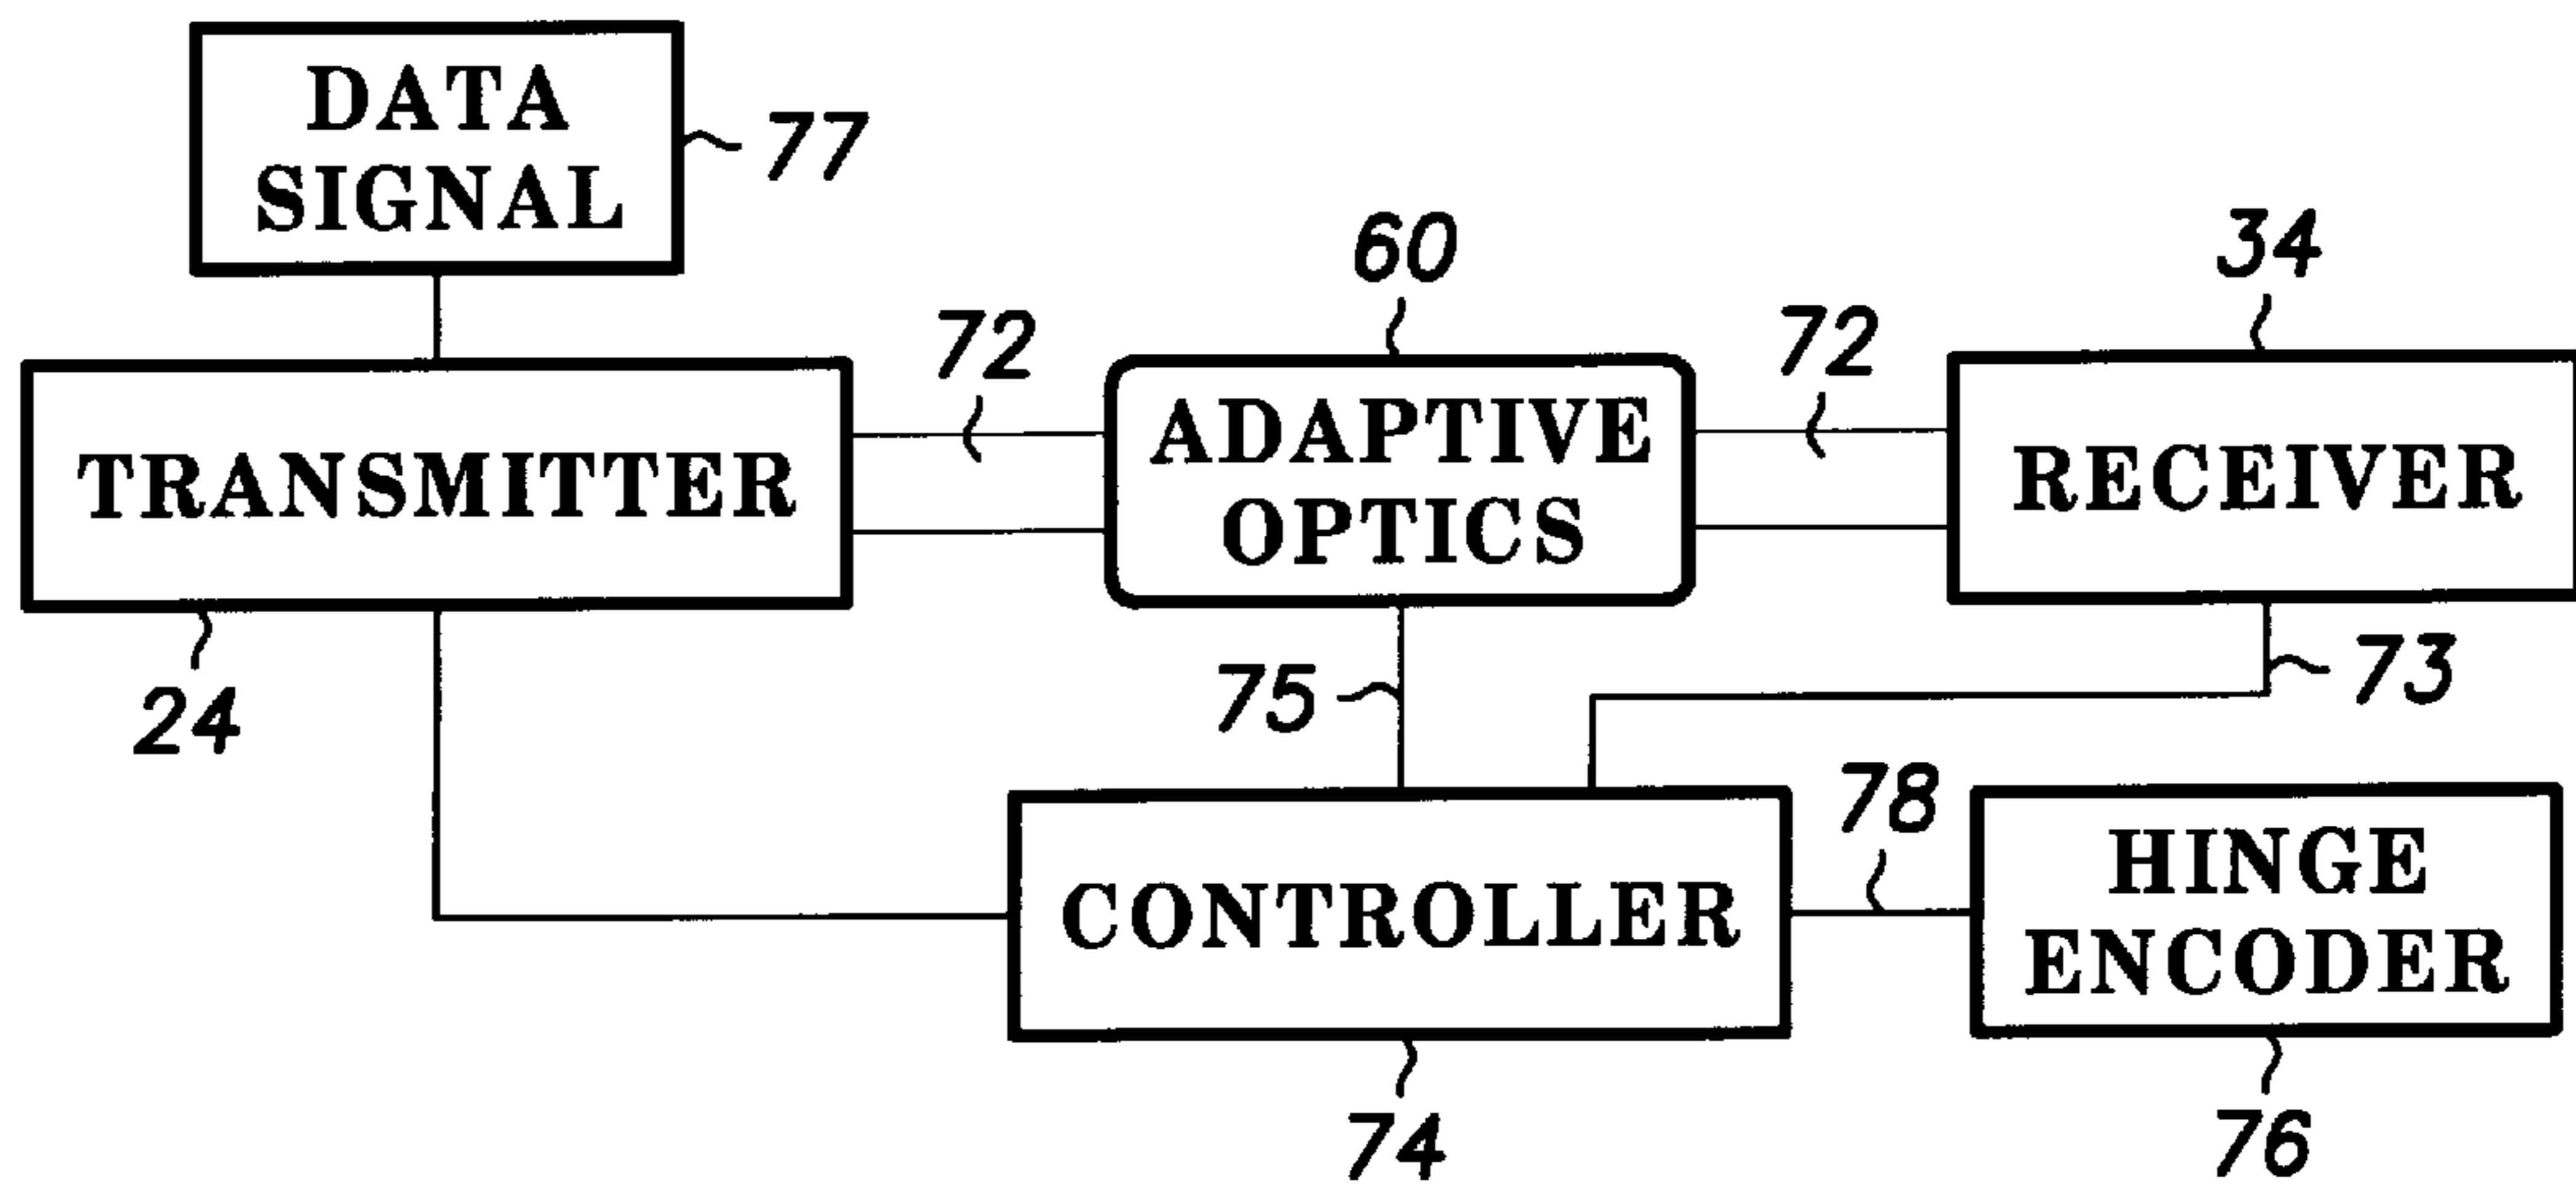 DATA
SIGNAL
77
60
34
72
72
TRANSMITTER
ADAPTIVE
OPTICS
RECEIVER
24
75
73
78
CONTROLLER
HINGE
ENCODER
74
76